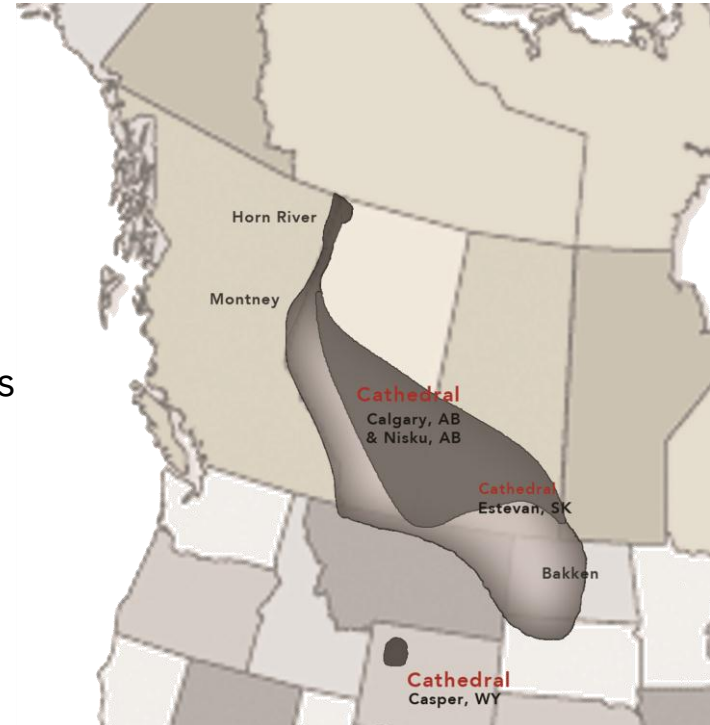 Horn River
Montney
s
Cathedral
Calgary, AB
& Nisku, AB
Cathedral
Estevan, SK
Bakken
Cathedral
Casper, WY